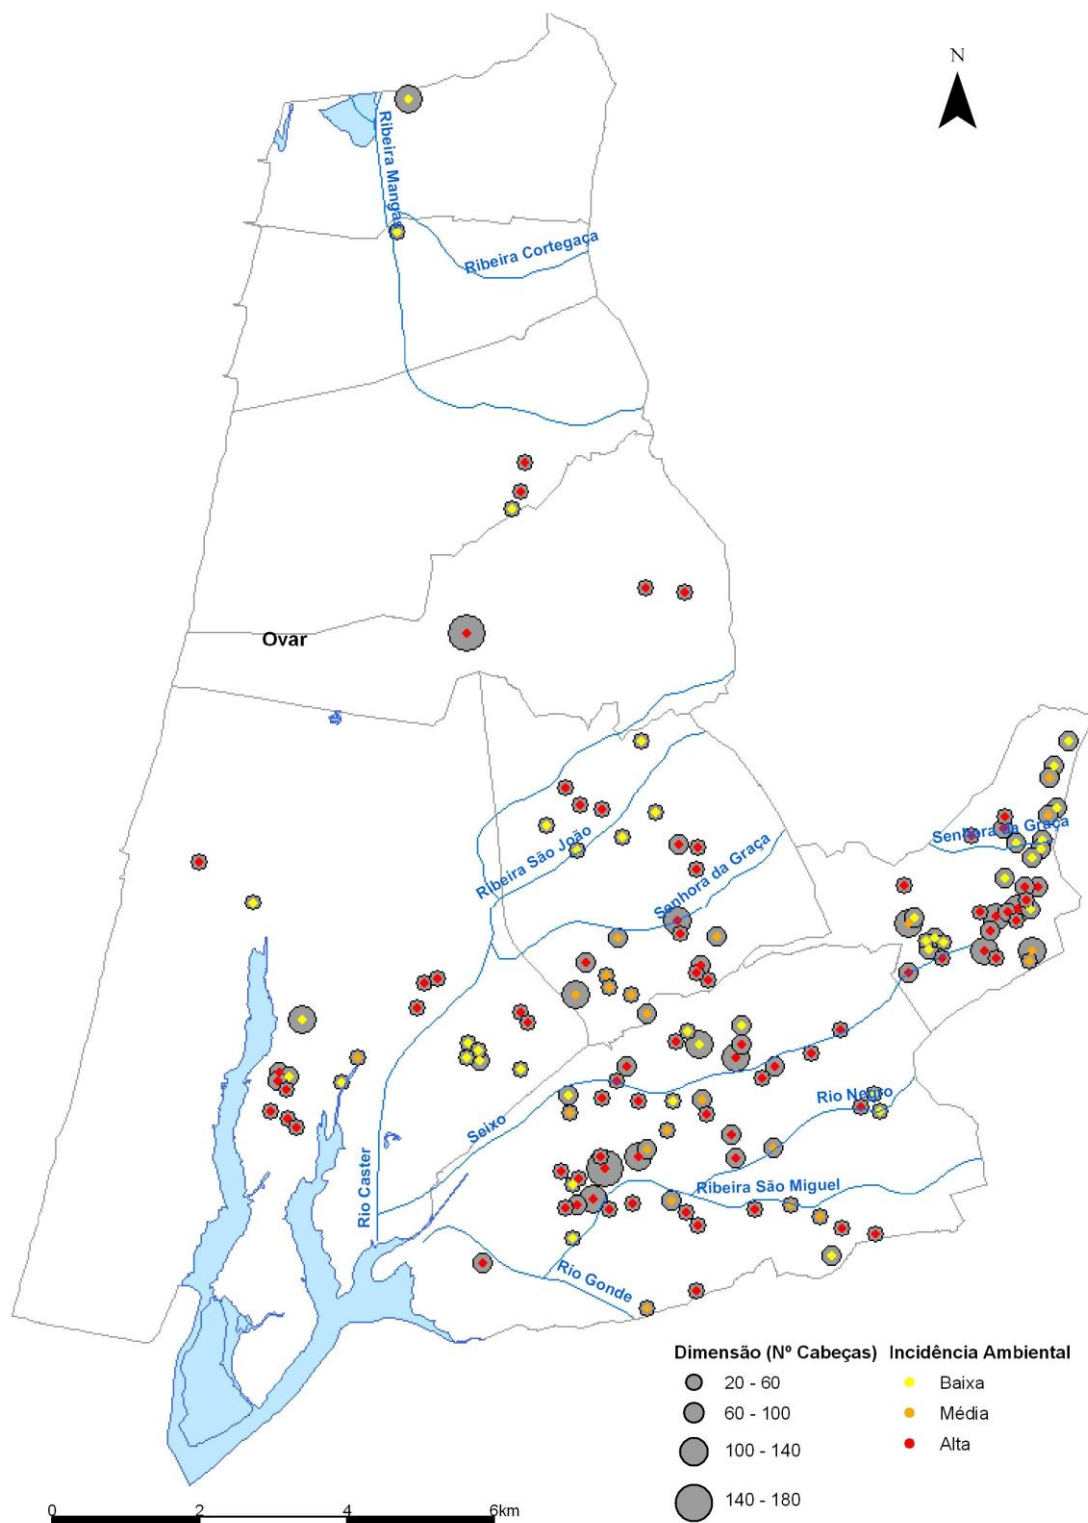 N
Ribeira Mangas
Ribeira Cortegaça
Ovar
Ribeira São João
Senhora da Graça
Senhora da Graça
Seixo
Rio Negro
Rio Caster
Ribeira São Miguel
Rio Gonde
Dimensão (Nº Cabeças) Incidência Ambiental
20 - 60 Baixa
60 - 100 Média
100 - 140 Alta
140 - 180
0 2 4 6km